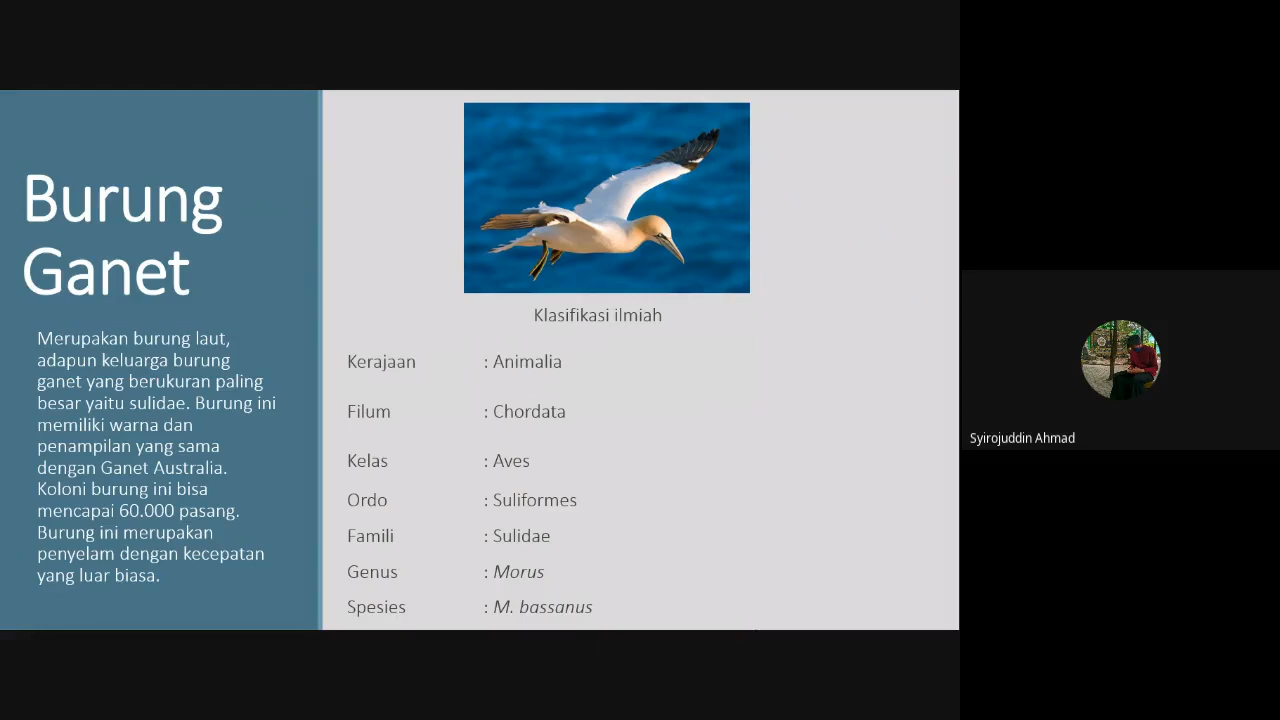 Burung
Ganet
Merupakan burung laut,
adapun keluarga burung
ganet yang berukuran paling
besar yaitu sulidae. Burung ini
memiliki warna dan
penampilan yang sama
dengan Ganet Australia.
Koloni burung ini bisa
mencapai 60.000 pasang.
Burung ini merupakan
penyelam dengan kecepatan
yang luar biasa.
Klasifikasi ilmiah
Kerajaan : Animalia
Filum : Chordata
Kelas : Aves
Ordo : Suliformes
Famili : Sulidae
Genus : Morus
Spesies : M. bassanus
Syirojuddin Ahmad